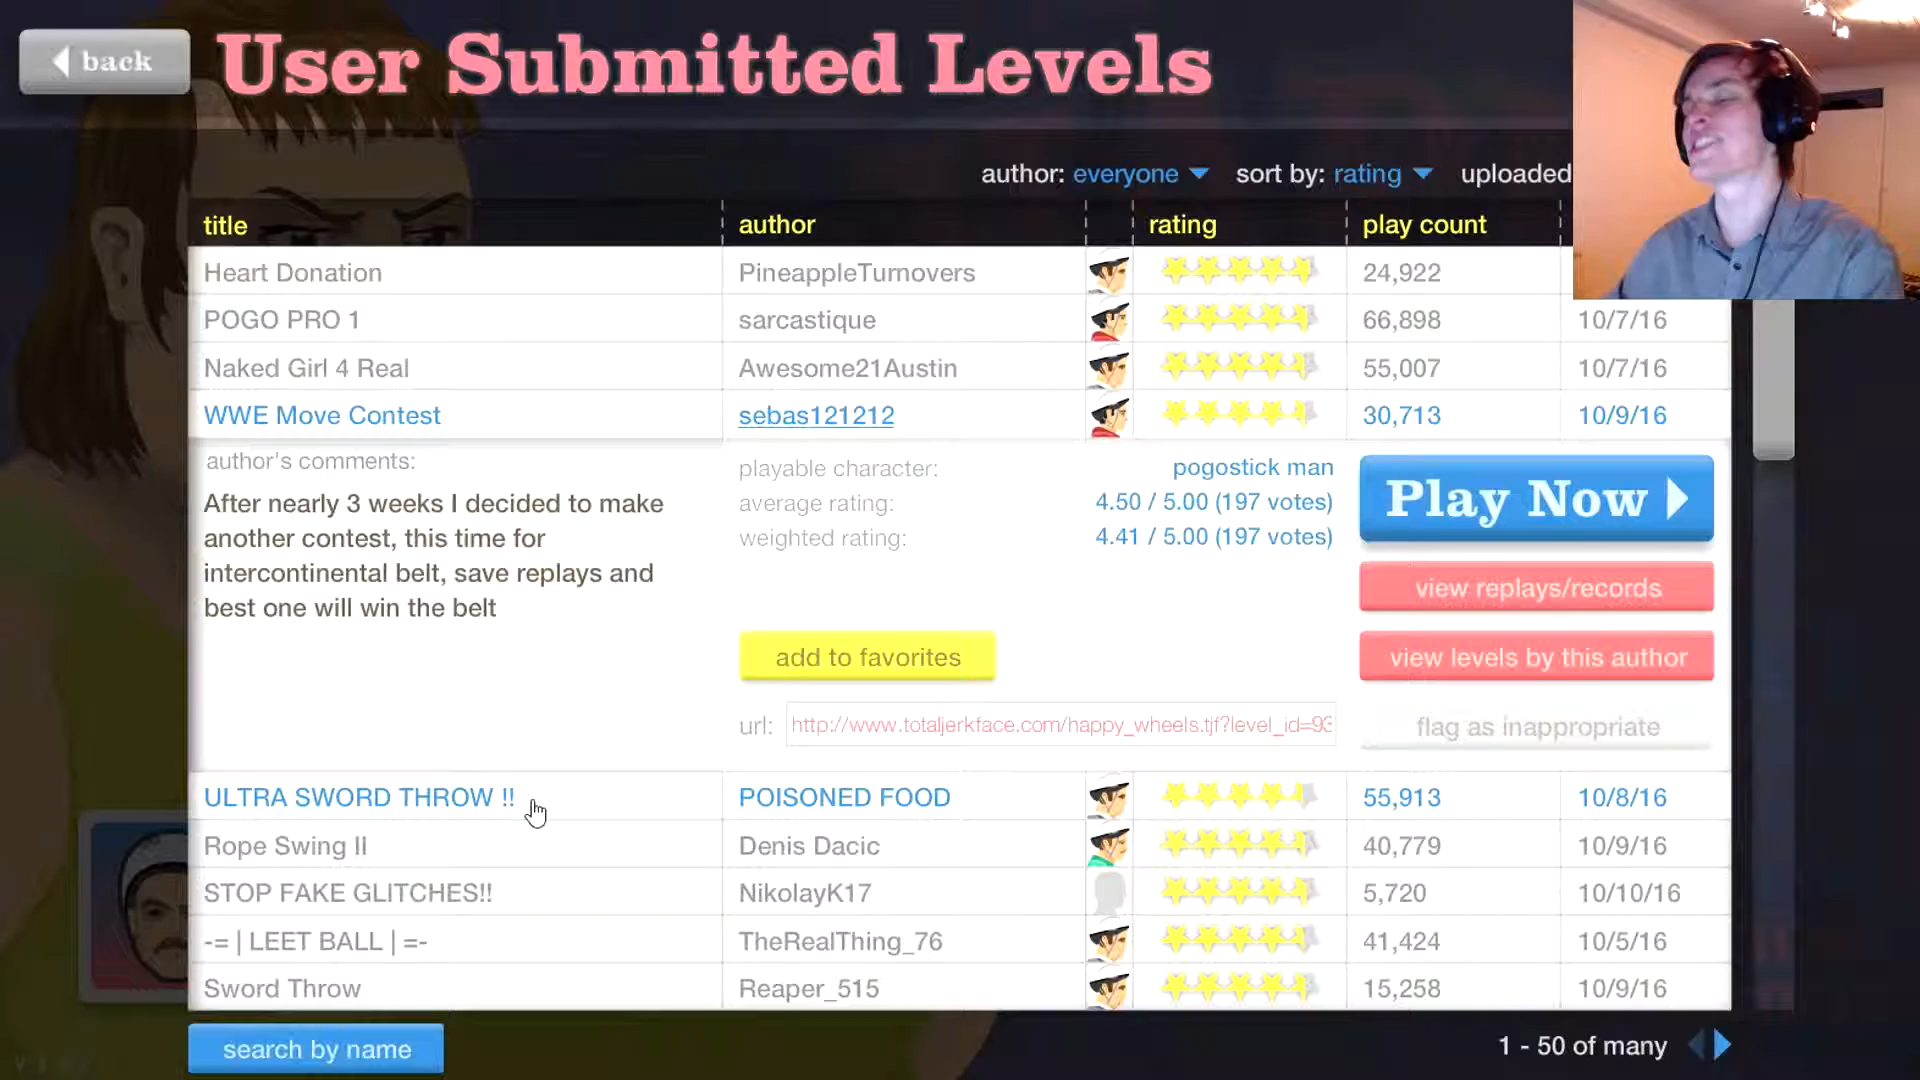 back
User Submitted Levels
author: everyone sort by: rating uploaded
title author rating play count
Heart Donation PineappleTurnovers 24,922
POGO PRO 1 sarcastique 66,898 10/7/16
Naked Girl 4 Real Awesome21Austin 55,007 10/7/16
WWE Move Contest sebas121212 30,713 10/9/16
author's comments:
After nearly 3 weeks I decided to make
another contest, this time for
intercontinental belt, save replays and
best one will win the belt
playable character: pogostick man
average rating: 4.50 / 5.00 (197 votes)
weighted rating: 4.41 / 5.00 (197 votes)
add to favorites
url: http://www.totaljerkface.com/happy_wheels.tjf?level_id=93
Play Now
view replays/records
view levels by this author
flag as inappropriate
ULTRA SWORD THROW !! POISONED FOOD 55,913 10/8/16
Rope Swing II Denis Dacic 40,779 10/9/16
STOP FAKE GLITCHES!! NikolayK17 5,720 10/10/16
-= | LEET BALL | =- TheRealThing_76 41,424 10/5/16
Sword Throw Reaper_515 15,258 10/9/16
search by name
1 - 50 of many